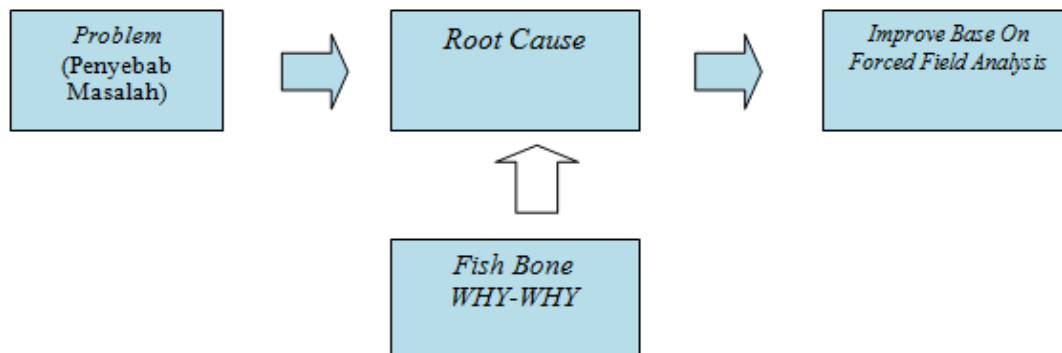 Problem
(Penyebab
Masalah)
Root Cause
Improve Base On
Forced Field Analysis
Fish Bone
WHY-WHY